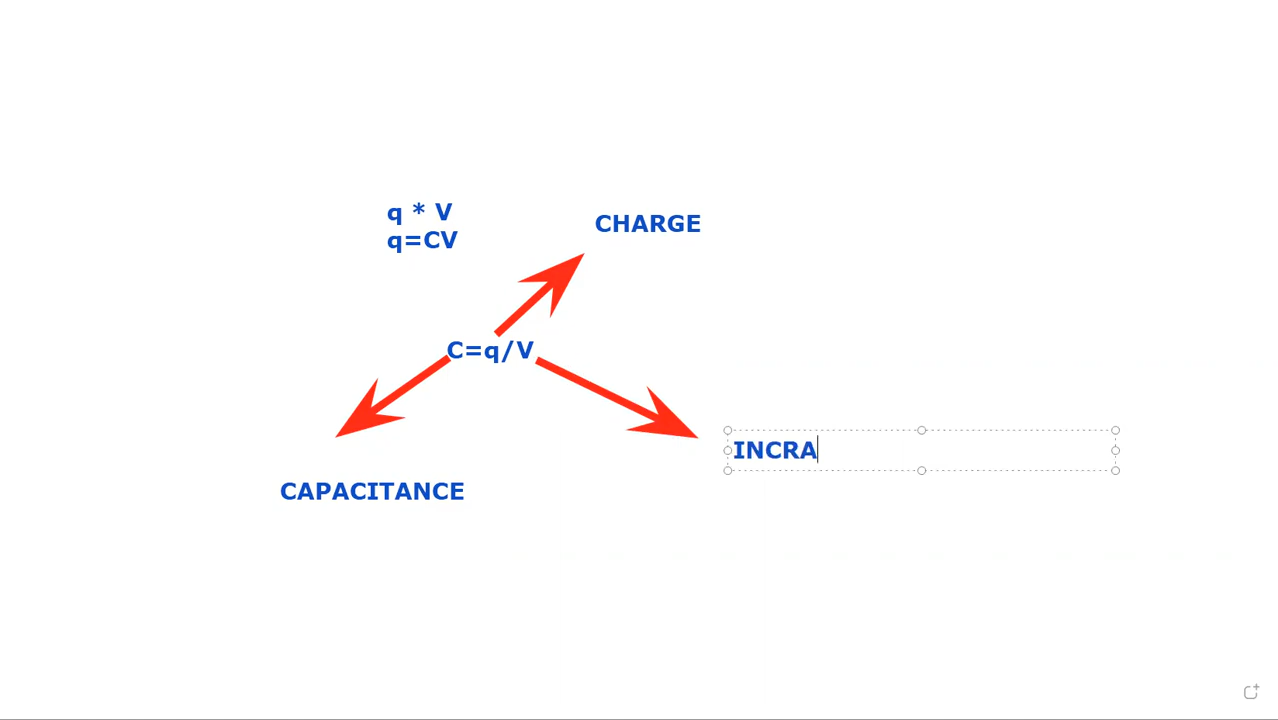 q * V
q=CV
CHARGE
C=q/V
INCRA
CAPACITANCE